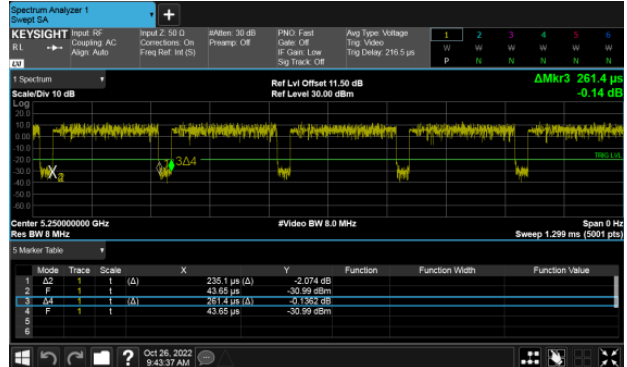 Spectrum Analyzer 1
Swept SA
+
KEYSIGHT Input: RF Input Z: 50 Ω #Atten: 30 dB PNO: Fast Avg Type: Voltage 1 2 3 4 5 6
RL Coupling: AC Corrections: On Preamp: Off Gate: Off Trig: Video W W W W W W
Align: Auto Freq Ref: Int (S) IF Gain: Low Trig Delay: 216.5 µs P N N N N N
LXI Sig Track: Off
1 Spectrum Ref Lvl Offset 11.50 dB ΔMkr3 261.4 µs
Scale/Div 10 dB Ref Level 30.00 dBm -0.14 dB
Log
20.0
10.0
0.00
-10.0
-20.0 3Δ4 TRIG LVL
-30.0 X
-40.0
-50.0
-60.0
Center 5.250000000 GHz #Video BW 8.0 MHz Span 0 Hz
Res BW 8 MHz Sweep 1.299 ms (5001 pts)
5 Marker Table
Mode Trace Scale X Y Function Function Width Function Value
1 Δ2 1 t (Δ) 235.1 µs (Δ) -2.074 dB
2 F 1 t 43.65 µs -30.99 dBm
3 Δ4 1 t (Δ) 261.4 µs (Δ) -0.1362 dB
4 F 1 t 43.65 µs -30.99 dBm
5
6
? Oct 26, 2022
9:43:37 AM